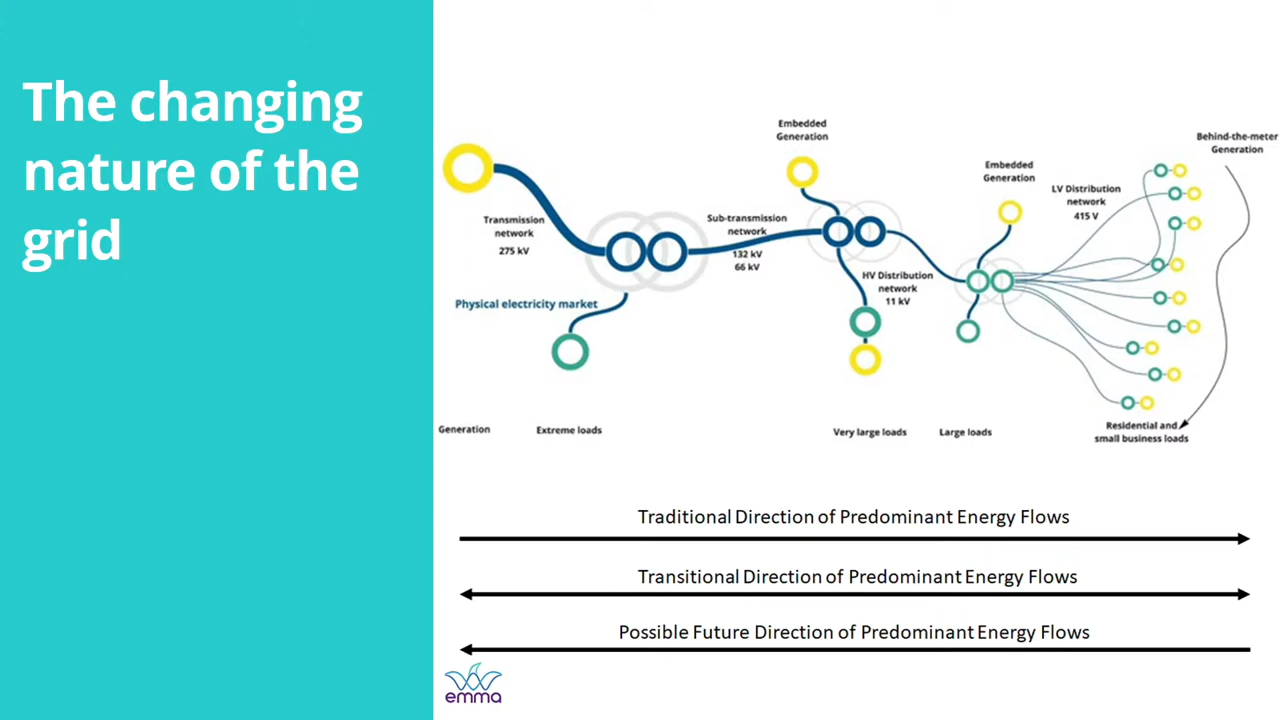 The changing
nature of the
grid
Embedded
Generation
Behind-the-meter
Generation
Embedded
Generation
LV Distribution
network
415 V
Transmission
network
275 kV
Sub-transmission
network
132 kV
66 kV
HV Distribution
network
11 kV
Physical electricity market
Generation
Extreme loads
Very large loads
Large loads
Residential and
small business loads
Traditional Direction of Predominant Energy Flows
Transitional Direction of Predominant Energy Flows
Possible Future Direction of Predominant Energy Flows
emma